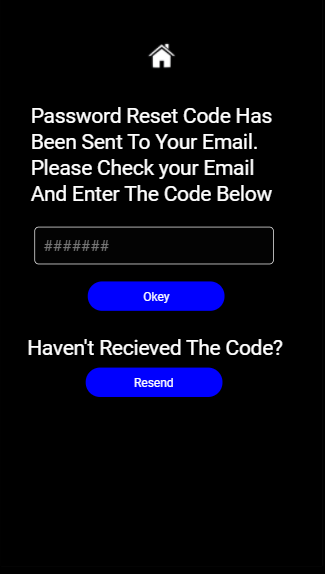 Password Reset Code Has
Been Sent To Your Email.
Please Check your Email
And Enter The Code Below
#######
Okey
Haven't Recieved The Code?
Resend